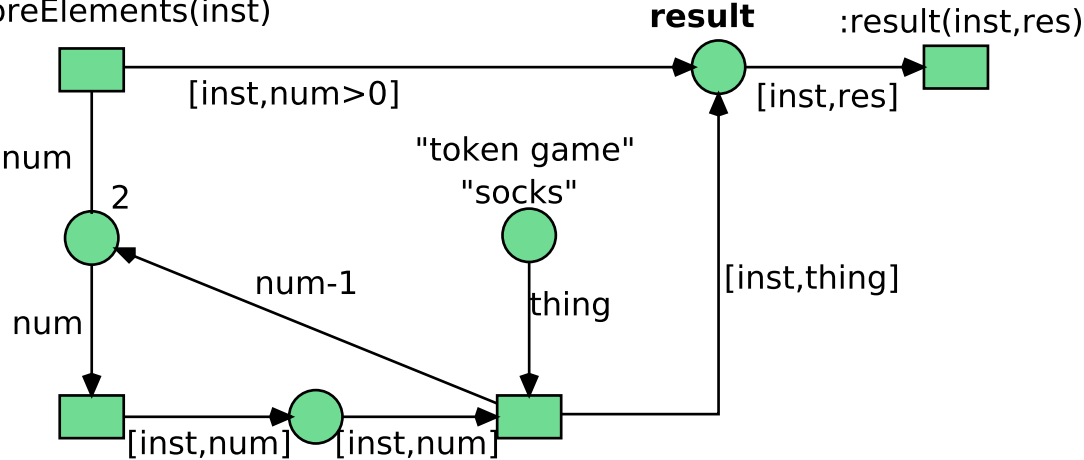 oreElements(inst)
result
:result(inst,res)
[inst,num>0]
[inst,res]
num
"token game"
2
"socks"
num-1
[inst,thing]
thing
num
[inst,num]
[inst,num]